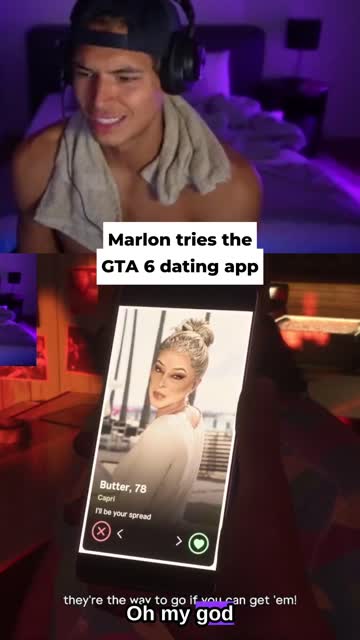 Marlon tries the
GTA 6 dating app
Butter, 78
Capri
I'll be your spread
they're the way to go if you can get 'em!
Oh my god